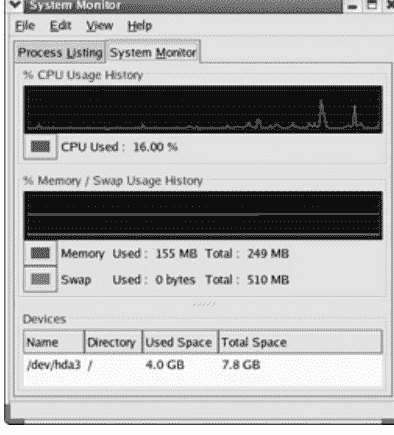 System Monitor
File Edit View Help
Process Listing System Monitor
% CPU Usage History
CPU Used : 16.00 %
% Memory / Swap Usage History
Memory Used : 155 MB Total : 249 MB
Swap Used : 0 bytes Total : 510 MB
Devices
Name Directory Used Space Total Space
/dev/hda3 / 4.0 GB 7.8 GB